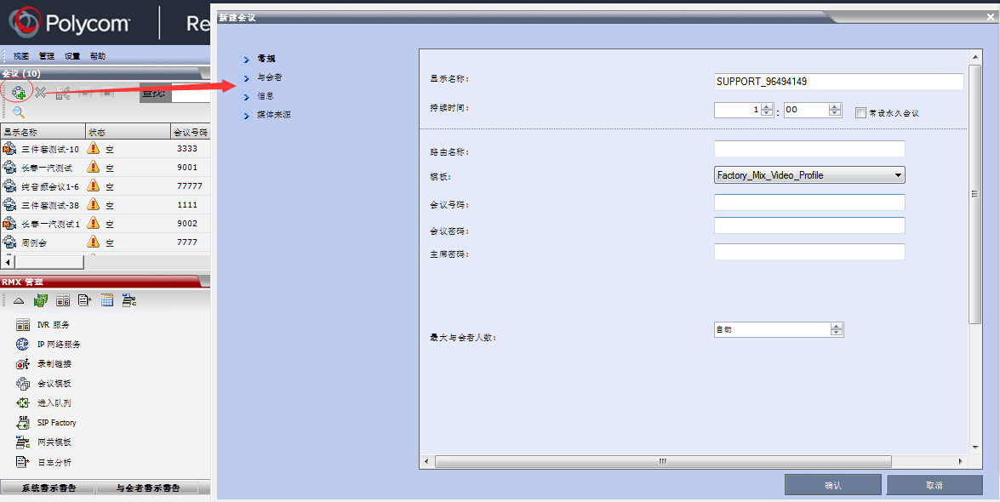 Polycom
Re
视图 管理 设置 帮助
会议 (10)
查找:
显示名称 状态 会议号码
三件套测试-10 空 3333
长春一汽测试 空 9001
纯音频会议1-6 空 77777
三件套测试-38 空 1111
长春一汽测试1 空 9002
周例会 空 7777
RMX 管理
IVR 服务
IP 网络服务
录制链接
会议模板
进入队列
SIP Factory
网关模板
日志分析
系统警示警告 与会者警示警告
新建会议
常规
与会者
信息
媒体来源
显示名称: SUPPORT_96494149
持续时间: 1 : 00 常设永久会议
路由名称:
模板: Factory_Mix_Video_Profile
会议号码:
会议密码:
主席密码:
最大与会者人数: 自动
确认 取消